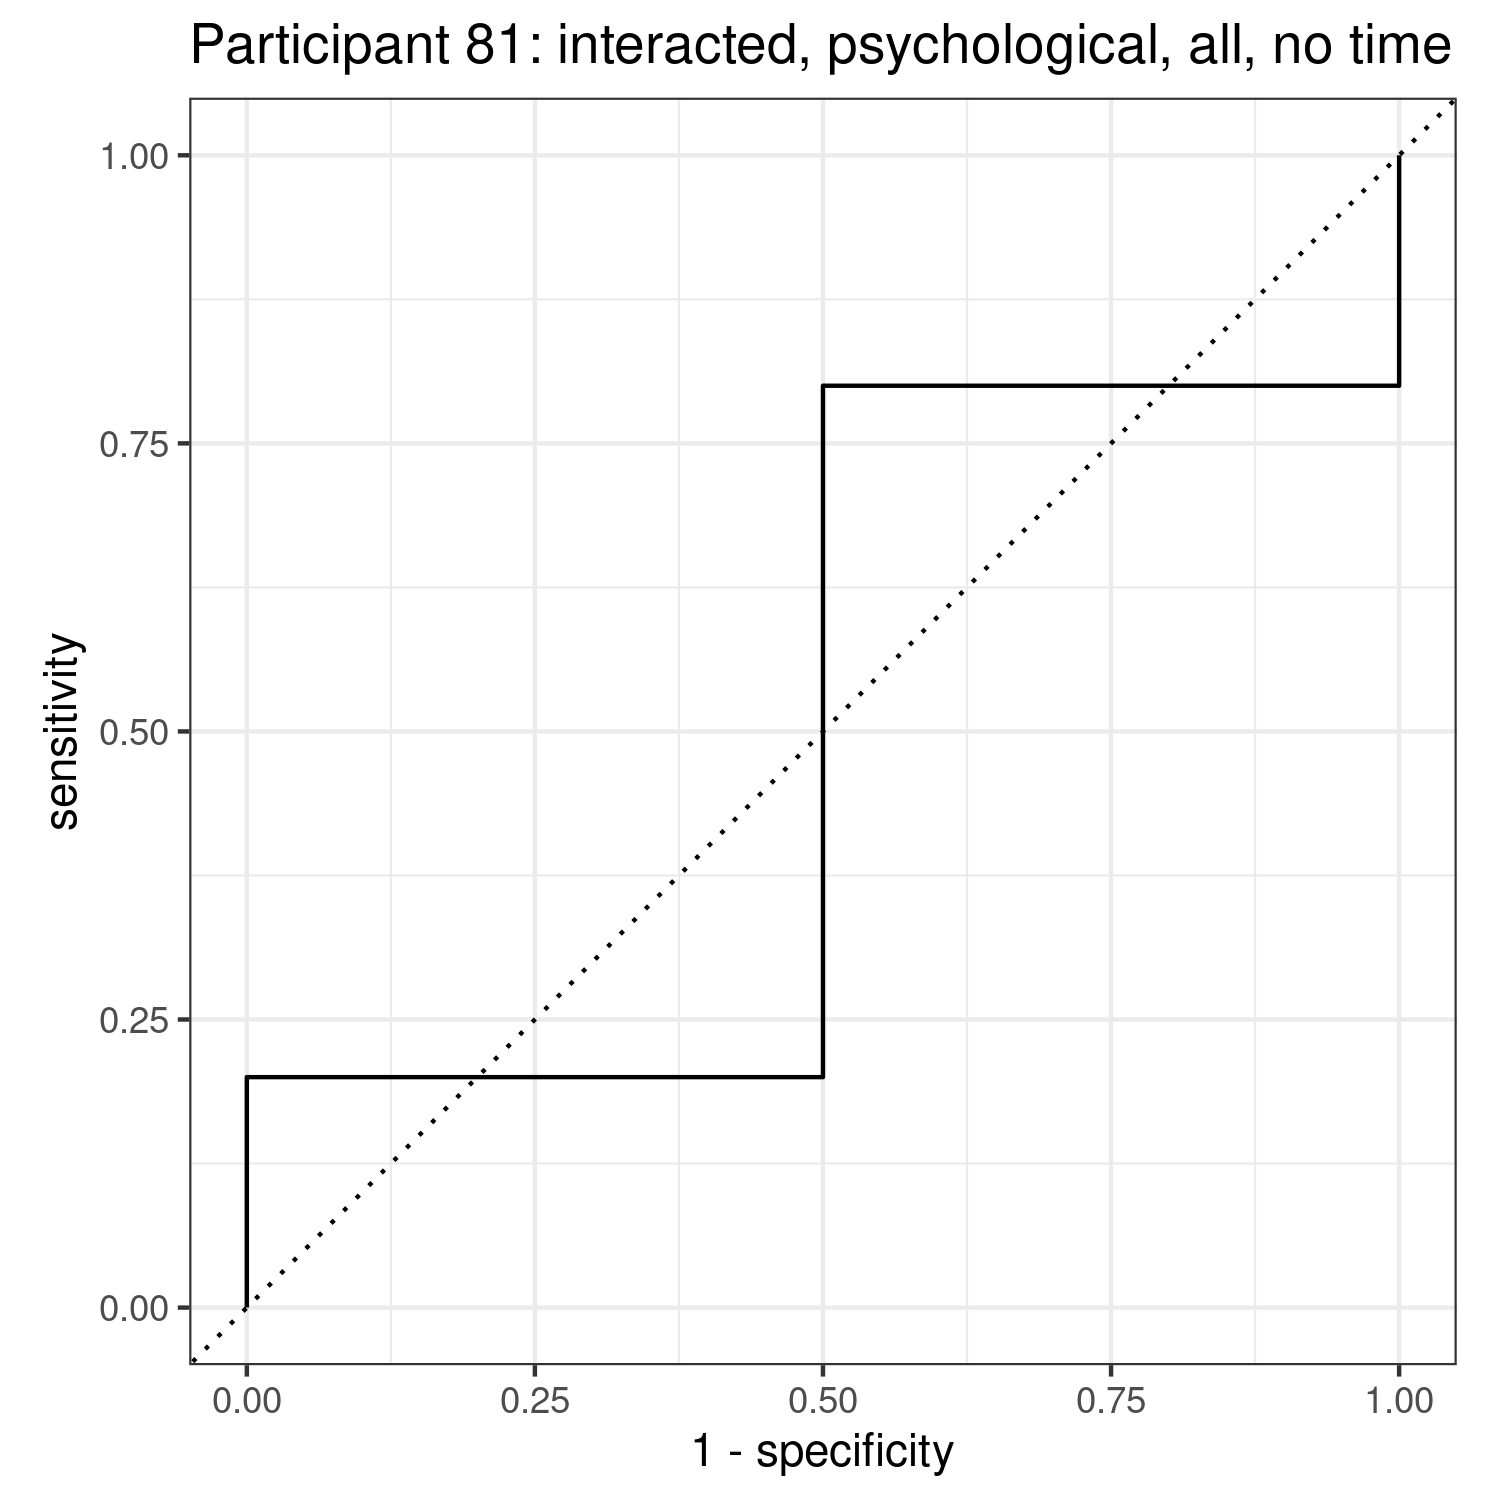 Participant 81: interacted, psychological, all, no time
1.00
0.75
0.50
0.25
0.00
sensitivity
0.00 0.25 0.50 0.75 1.00
1 - specificity